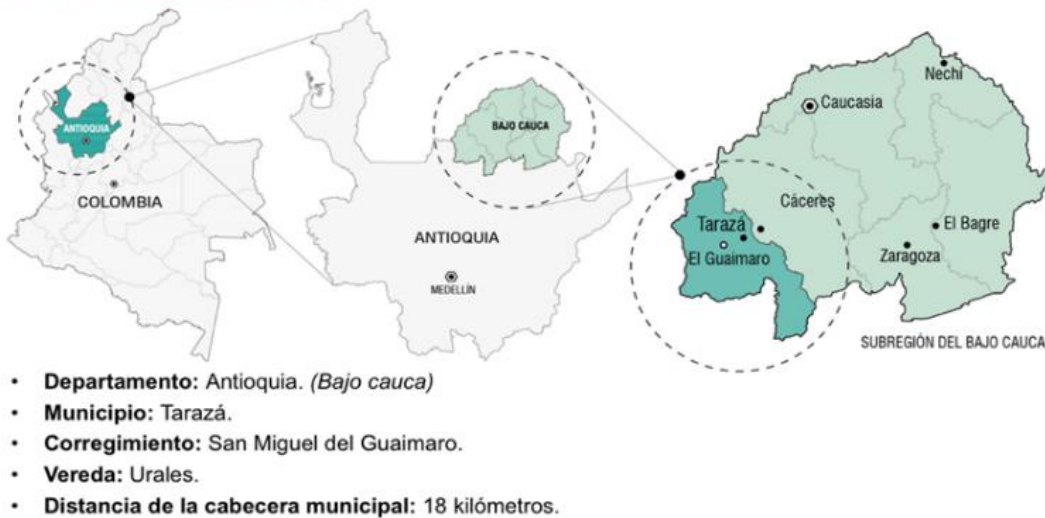 ANTIOQUIA
COLOMBIA
BAJO CAUCA
ANTIOQUIA
MEDELLÍN
Nechí
Caucasia
Cáceres
Tarazá
El Bagre
El Guaimaro
Zaragoza
SUBREGIÓN DEL BAJO CAUCA
• Departamento: Antioquia. (Bajo cauca)
• Municipio: Tarazá.
• Corregimiento: San Miguel del Guaimaro.
• Vereda: Urales.
• Distancia de la cabecera municipal: 18 kilómetros.